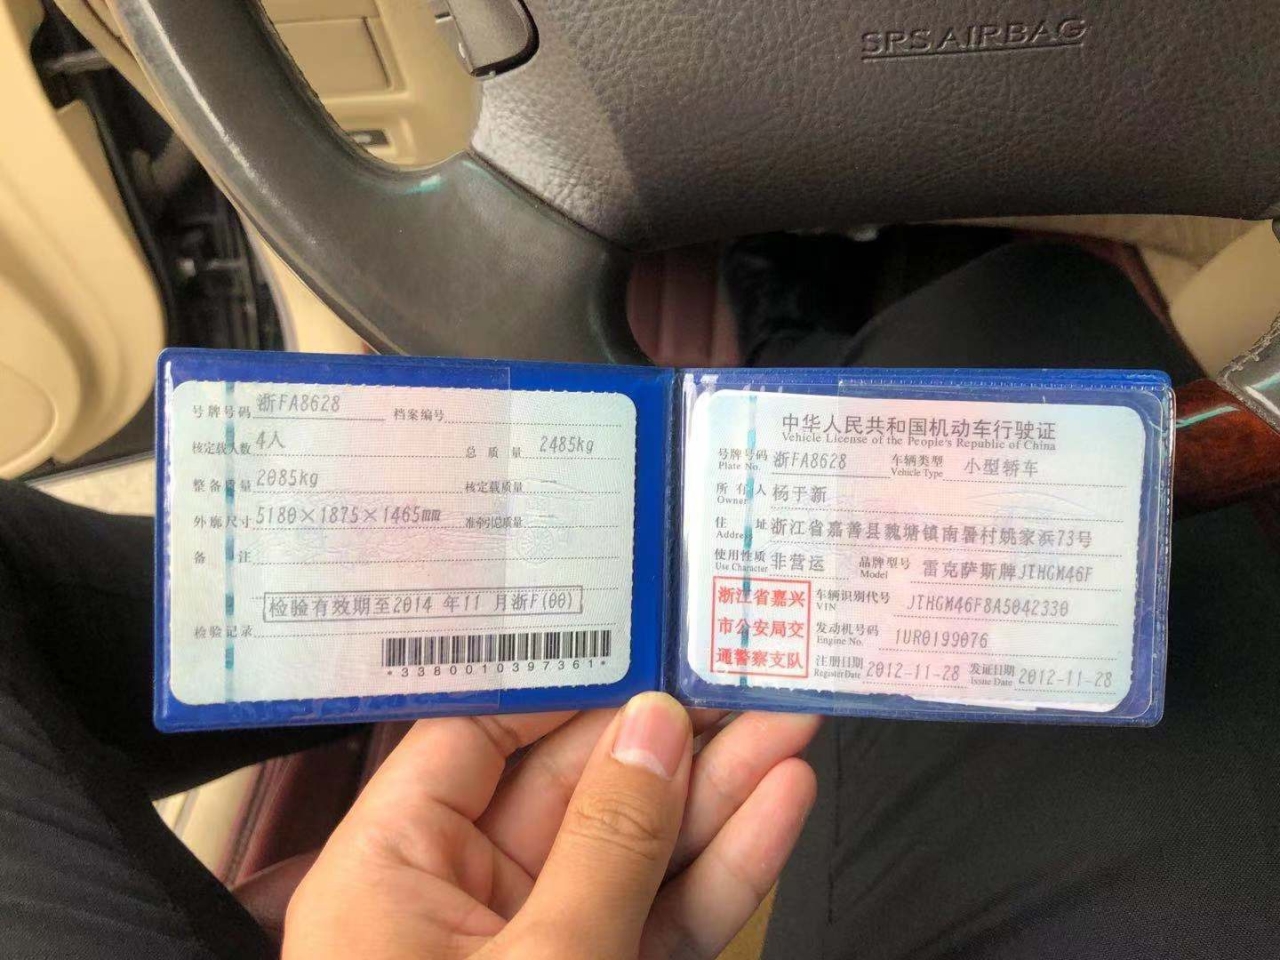 SRS AIRBAG
号牌号码 浙FA8628 档案编号
核定载人数 4人 总质量 2485kg
整备质量 2085kg 核定载质量 —
外廓尺寸 5180×1875×1465mm 准牵引总质量 —
备注
检验有效期至2014 年11 月浙F(00)
检验记录
*3380010397361*
中华人民共和国机动车行驶证
Vehicle License of the People's Republic of China
号牌号码 浙FA8628 车辆类型 小型轿车
Plate No. Vehicle Type
所有人 杨于新
Owner
住址 浙江省嘉善县魏塘镇南暑村姚家浜73号
Address
使用性质 非营运 品牌型号 雷克萨斯牌JTHGM46F
Use Character Model
浙江省嘉兴
市公安局交
通警察支队
车辆识别代号 JTHGM46F8A5042330
VIN
发动机号码 1UR0199076
Engine No.
注册日期 2012-11-28 发证日期 2012-11-28
Register Date Issue Date